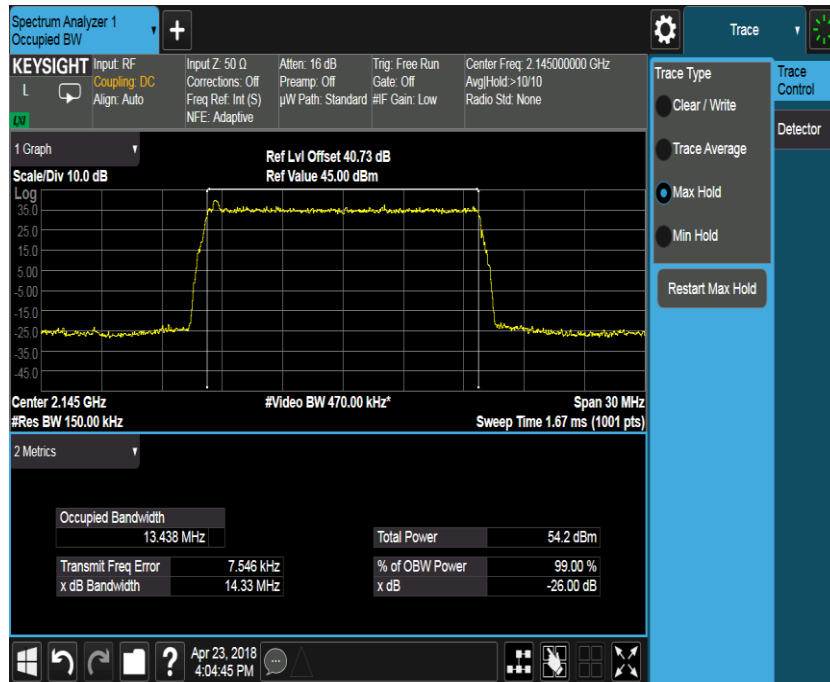 Spectrum Analyzer 1
Occupied BW
+
Trace
KEYSIGHT
L
LXI
Input: RF
Coupling: DC
Align: Auto
Input Z: 50 Ω
Corrections: Off
Freq Ref: Int (S)
NFE: Adaptive
Atten: 16 dB
Preamp: Off
µW Path: Standard
Trig: Free Run
Gate: Off
#IF Gain: Low
Center Freq: 2.145000000 GHz
Avg|Hold:>10/10
Radio Std: None
Trace Type
Clear / Write
Trace Average
Max Hold
Min Hold
Restart Max Hold
Trace
Control
Detector
1 Graph
Scale/Div 10.0 dB
Ref Lvl Offset 40.73 dB
Ref Value 45.00 dBm
Log
35.0
25.0
15.0
5.00
-5.00
-15.0
-25.0
-35.0
-45.0
Center 2.145 GHz
#Video BW 470.00 kHz*
Span 30 MHz
#Res BW 150.00 kHz
Sweep Time 1.67 ms (1001 pts)
2 Metrics
Occupied Bandwidth
13.438 MHz
Total Power 54.2 dBm
Transmit Freq Error 7.546 kHz
% of OBW Power 99.00 %
x dB Bandwidth 14.33 MHz
x dB -26.00 dB
?
Apr 23, 2018
4:04:45 PM